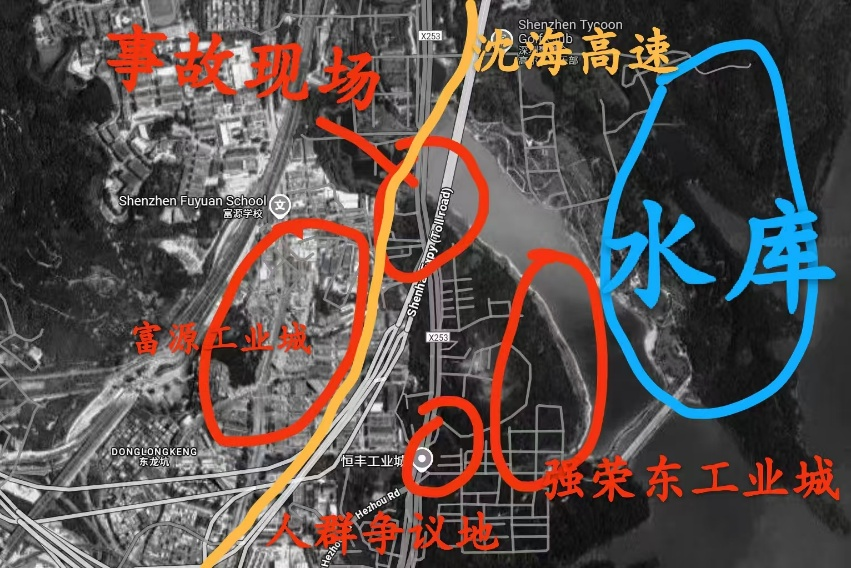 X253
Shenzhen Tycoon
Golf Club
沈海高速
事故现场
Shenzhen Fuyuan School
富源学校
水库
Shenhai Expy (Toll road)
富源工业城
X253
DONGLONGKENG
东龙坑
恒丰工业城
强荣东工业城
Hezhou Rd
人群争议地